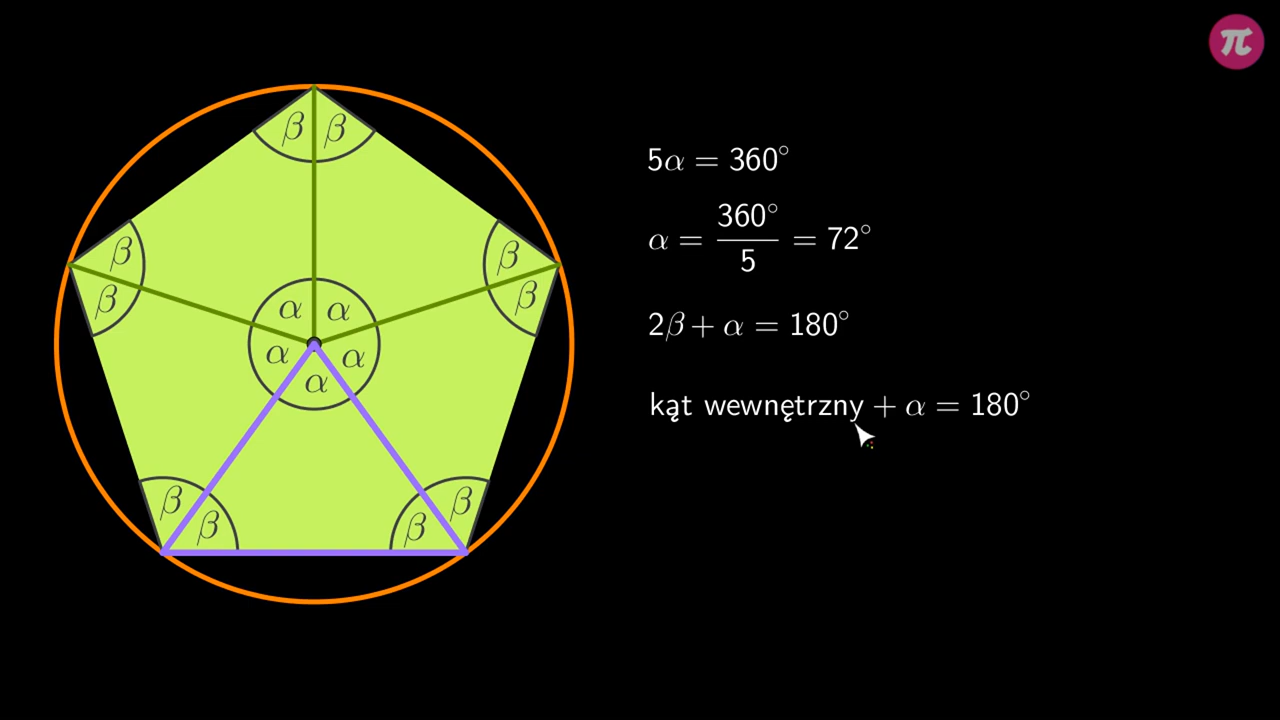 π
β β
β β
β β
α α
α α
α
β β
β β
5α = 360°
α = 360°/5 = 72°
2β + α = 180°
kąt wewnętrzny + α = 180°